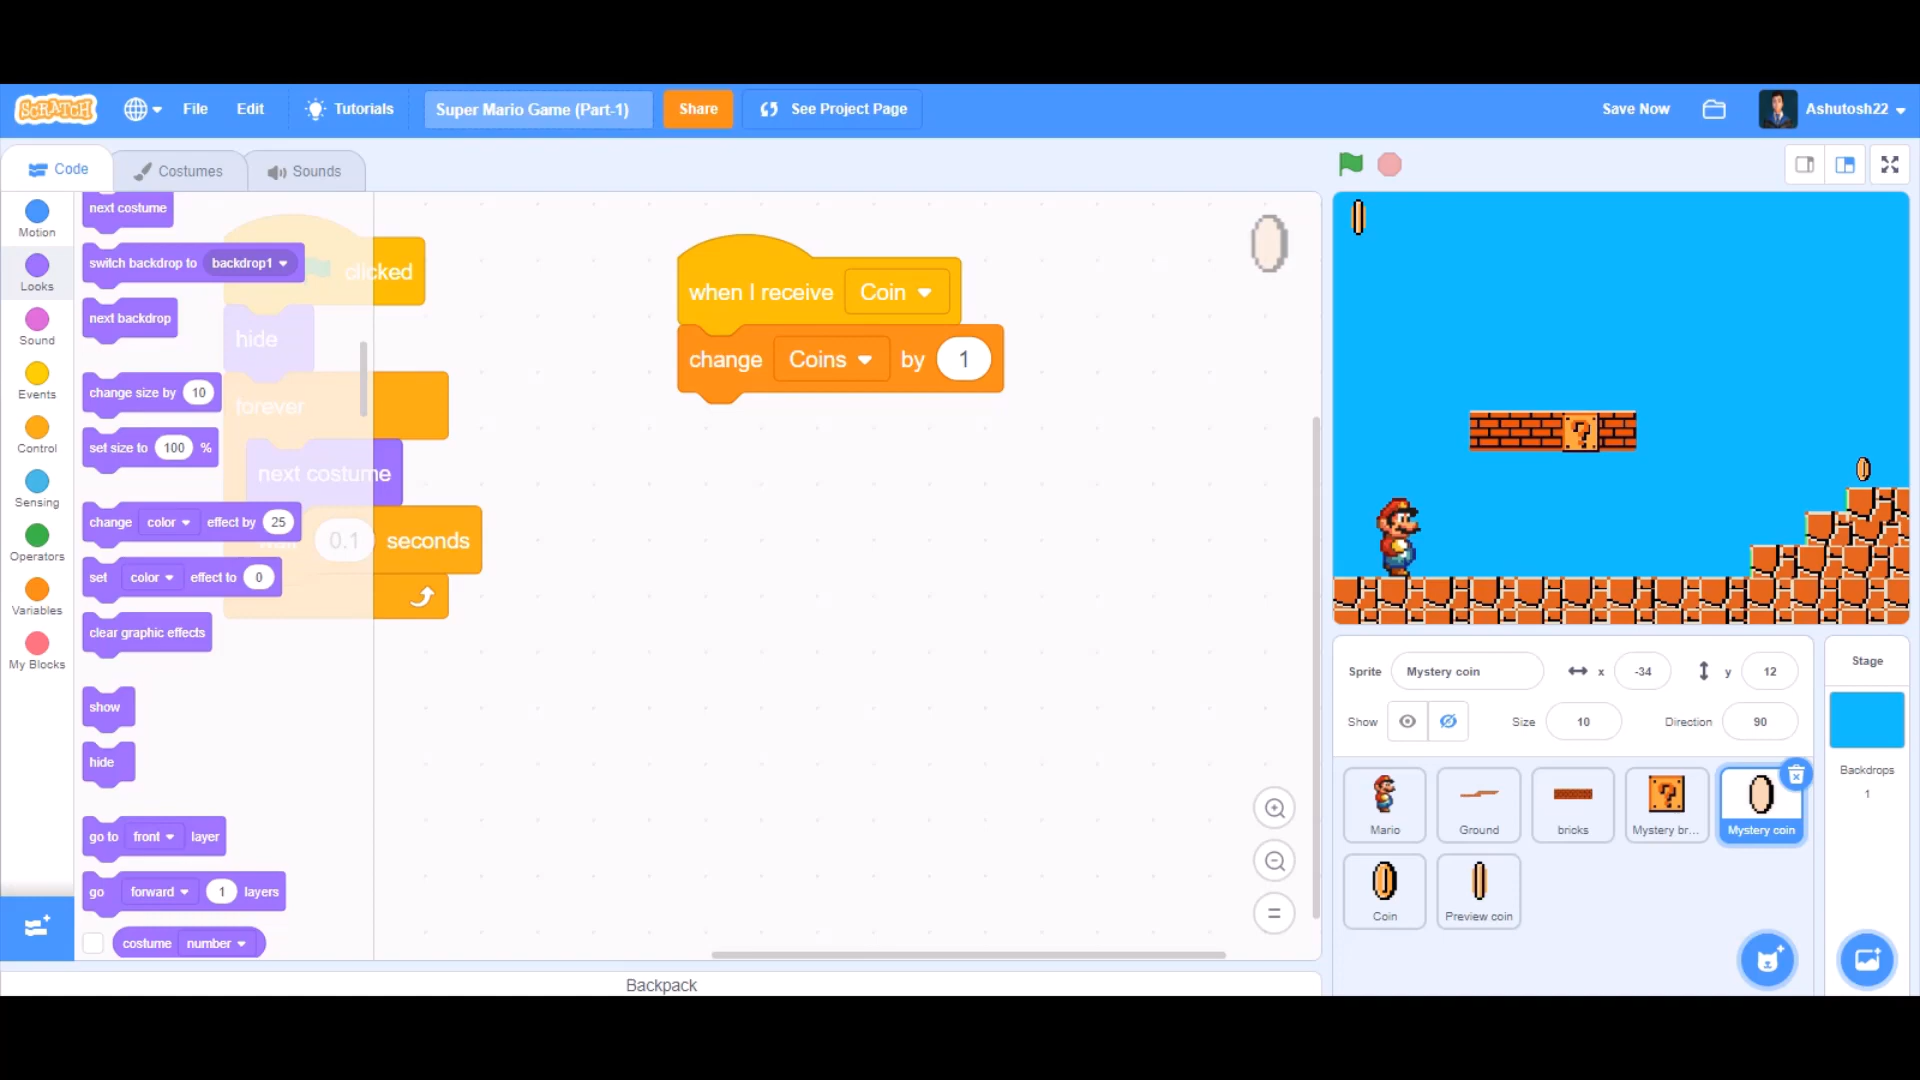 SCRATCH
File
Edit
Tutorials
Super Mario Game (Part-1)
Share
See Project Page
Save Now
Ashutosh22
Code
Costumes
Sounds
Motion
Looks
Sound
Events
Control
Sensing
Operators
Variables
My Blocks
next costume
switch backdrop to backdrop1
next backdrop
change size by 10
set size to 100 %
change color effect by 25
set color effect to 0
clear graphic effects
show
hide
go to front layer
go forward 1 layers
costume number
clicked
hide
forever
next costume
0.1 seconds
when I receive Coin
change Coins by 1
?
Sprite Mystery coin x -34 y 12
Show Size 10 Direction 90
Mario
Ground
bricks
?
Mystery br...
Mystery coin
Coin
Preview coin
Stage
Backdrops
1
Backpack